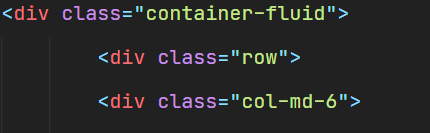 <div class="container-fluid">
<div class="row">
<div class="col-md-6">